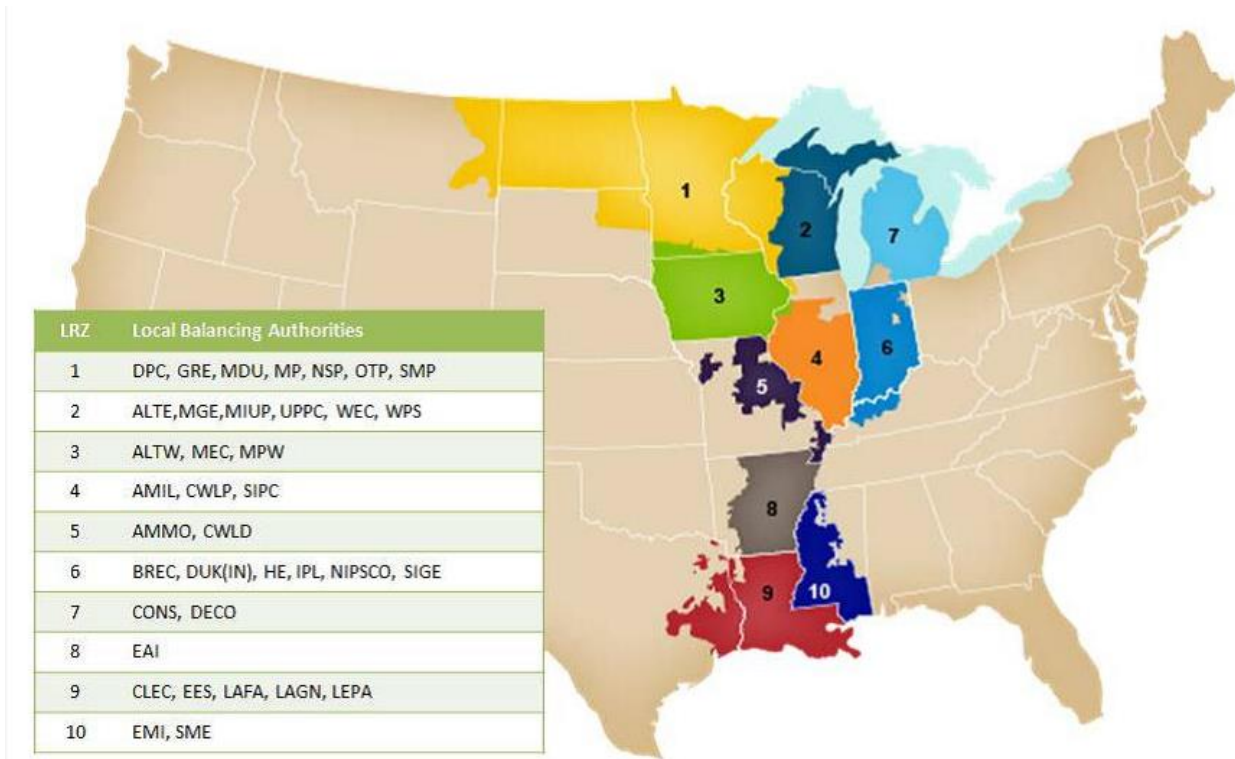 1
2
7
3
4
6
5
8
9
10
LRZ Local Balancing Authorities
1 DPC, GRE, MDU, MP, NSP, OTP, SMP
2 ALTE,MGE,MIUP, UPPC, WEC, WPS
3 ALTW, MEC, MPW
4 AMIL, CWLP, SIPC
5 AMMO, CWLD
6 BREC, DUK(IN), HE, IPL, NIPSCO, SIGE
7 CONS, DECO
8 EAI
9 CLEC, EES, LAFA, LAGN, LEPA
10 EMI, SME